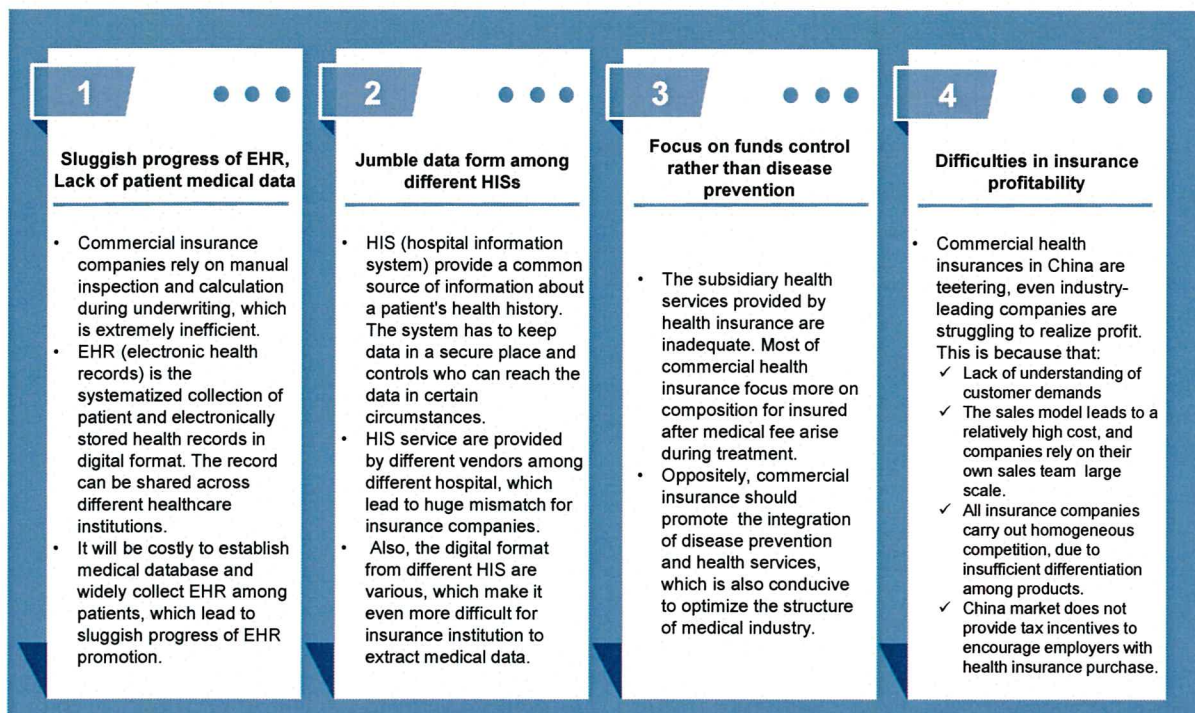 1
Sluggish progress of EHR,
Lack of patient medical data
• Commercial insurance
companies rely on manual
inspection and calculation
during underwriting, which
is extremely inefficient.
• EHR (electronic health
records) is the
systematized collection of
patient and electronically
stored health records in
digital format. The record
can be shared across
different healthcare
institutions.
• It will be costly to establish
medical database and
widely collect EHR among
patients, which lead to
sluggish progress of EHR
promotion.
2
Jumble data form among
different HISs
• HIS (hospital information
system) provide a common
source of information about
a patient's health history.
The system has to keep
data in a secure place and
controls who can reach the
data in certain
circumstances.
• HIS service are provided
by different vendors among
different hospital, which
lead to huge mismatch for
insurance companies.
• Also, the digital format
from different HIS are
various, which make it
even more difficult for
insurance institution to
extract medical data.
3
Focus on funds control
rather than disease
prevention
• The subsidiary health
services provided by
health insurance are
inadequate. Most of
commercial health
insurance focus more on
composition for insured
after medical fee arise
during treatment.
• Oppositely, commercial
insurance should
promote the integration
of disease prevention
and health services,
which is also conducive
to optimize the structure
of medical industry.
4
Difficulties in insurance
profitability
• Commercial health
insurances in China are
teetering, even industry-
leading companies are
struggling to realize profit.
This is because that:
✓ Lack of understanding of
customer demands
✓ The sales model leads to a
relatively high cost, and
companies rely on their
own sales team large
scale.
✓ All insurance companies
carry out homogeneous
competition, due to
insufficient differentiation
among products.
✓ China market does not
provide tax incentives to
encourage employers with
health insurance purchase.